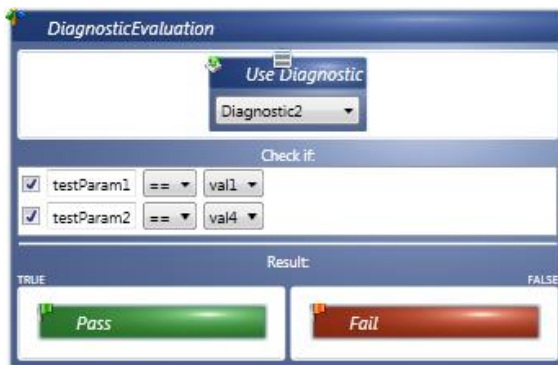 DiagnosticEvaluation
Use Diagnostic
Diagnostic2
Check if:
testParam1 == val1
testParam2 == val4
Result:
TRUE FALSE
Pass Fail